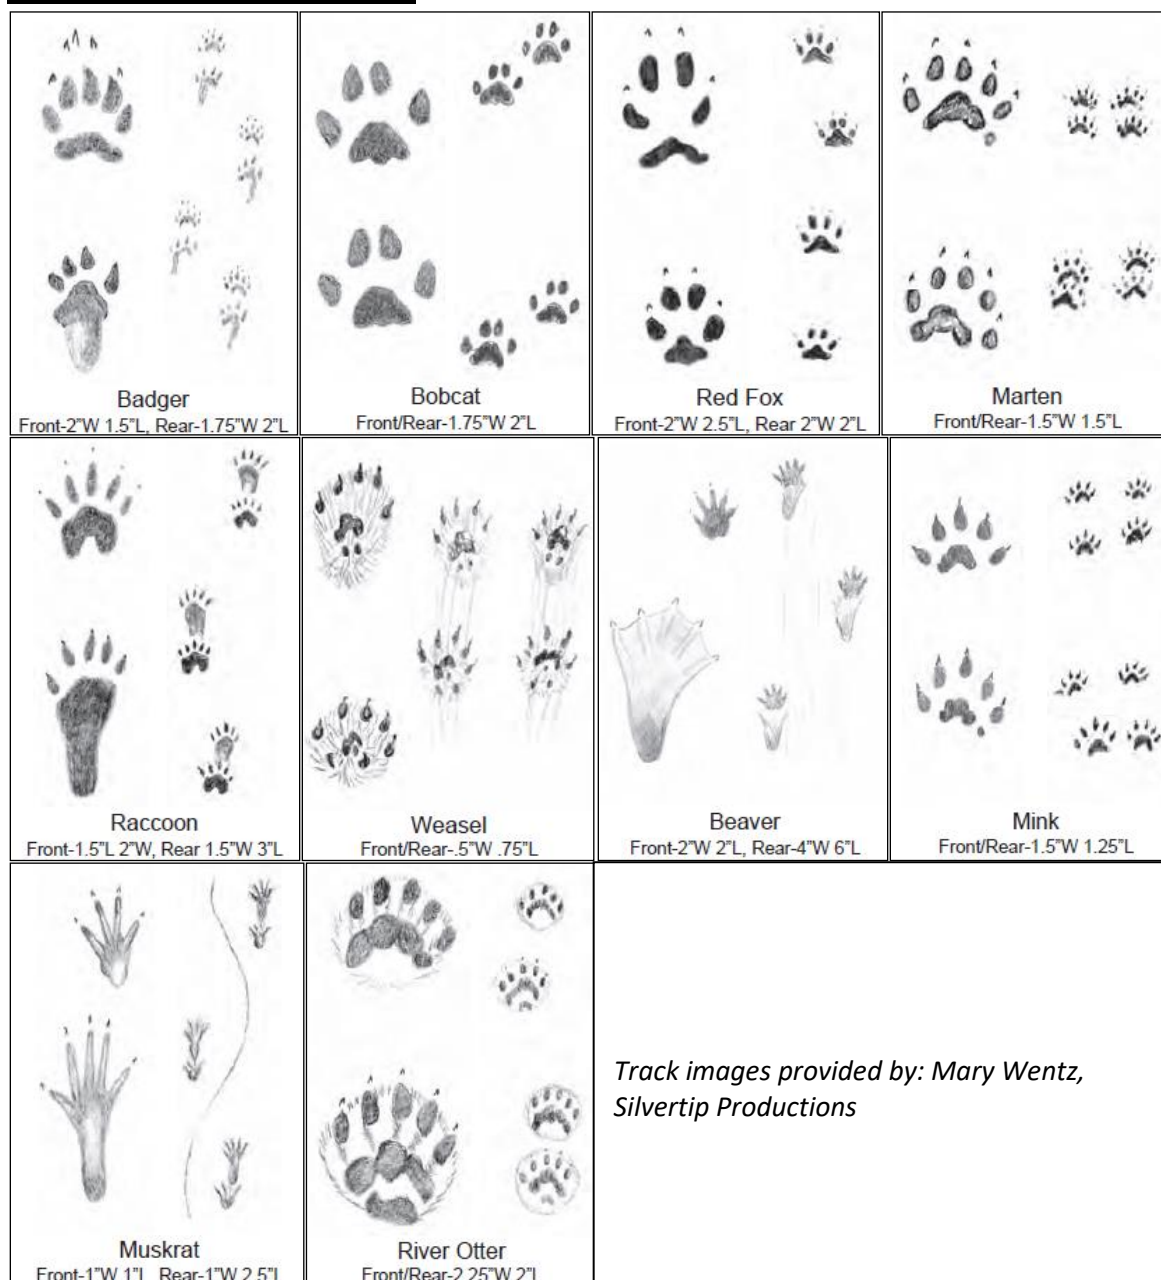 Badger
Front-2"W 1.5"L, Rear-1.75"W 2"L
Bobcat
Front/Rear-1.75"W 2"L
Red Fox
Front-2"W 2.5"L, Rear 2"W 2"L
Marten
Front/Rear-1.5"W 1.5"L
Raccoon
Front-1.5"L 2"W, Rear 1.5"W 3"L
Weasel
Front/Rear-.5"W .75"L
Beaver
Front-2"W 2"L, Rear-4"W 6"L
Mink
Front/Rear-1.5"W 1.25"L
Muskrat
Front-1"W 1"L, Rear-1"W 2.5"L
River Otter
Front/Rear-2.25"W 2"L
Track images provided by: Mary Wentz,
Silvertip Productions